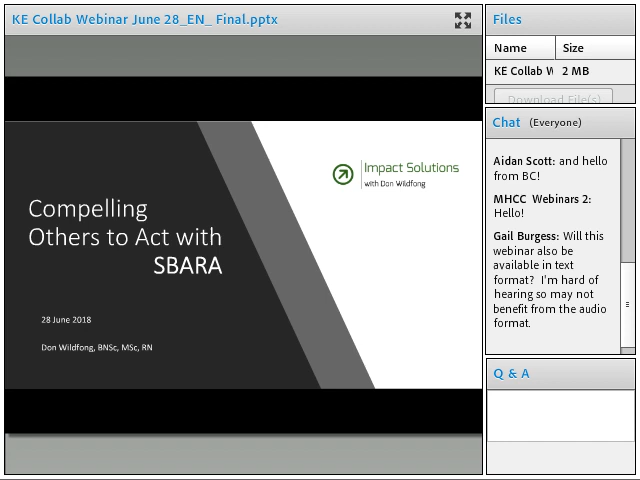 KE Collab Webinar June 28_EN_ Final.pptx
Impact Solutions
with Don Wildfong
Compelling
Others to Act with
SBARA
28 June 2018
Don Wildfong, BNSc, MSc, RN
Files
Name Size
KE Collab W 2 MB
Download File(s)
Chat (Everyone)
Aidan Scott: and hello
from BC!
MHCC Webinars 2:
Hello!
Gail Burgess: Will this
webinar also be
available in text
format? I'm hard of
hearing so may not
benefit from the audio
format.
Q & A